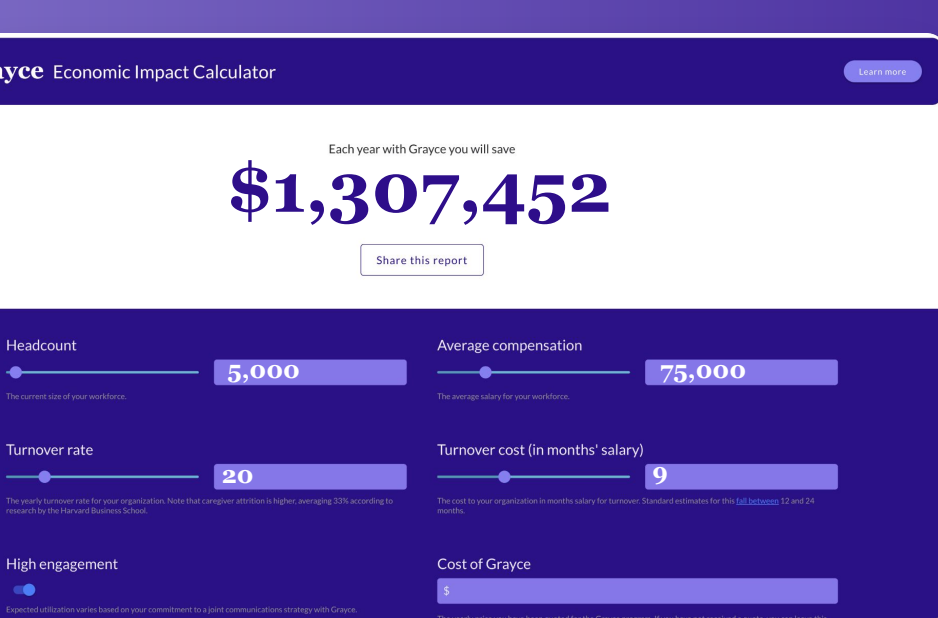 ayce Economic Impact Calculator
Learn more
Each year with Grayce you will save
$1,307,452
Share this report
Headcount
5,000
The current size of your workforce.
Average compensation
75,000
The average salary for your workforce.
Turnover rate
20
The yearly turnover rate for your organization. Note that caregiver attrition is higher, averaging 33% according to
research by the Harvard Business School.
Turnover cost (in months' salary)
9
The cost to your organization in months salary for turnover. Standard estimates for this fall between 12 and 24
months.
High engagement
Expected utilization varies based on your commitment to a joint communications strategy with Grayce.
Cost of Grayce
$